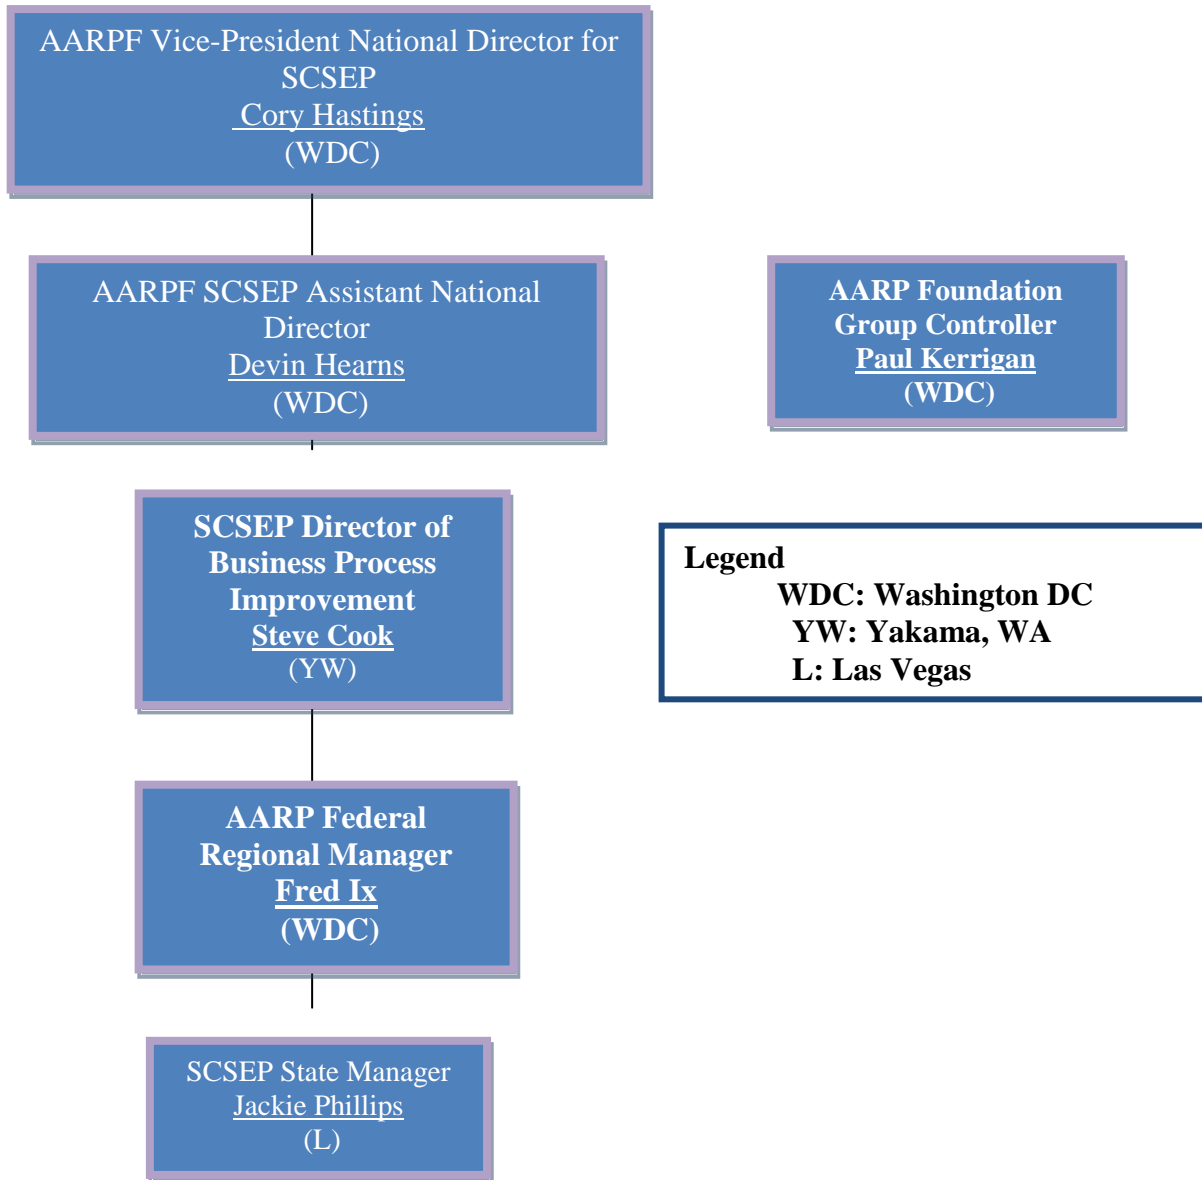 AARPF Vice-President National Director for
SCSEP
Cory Hastings
(WDC)
AARPF SCSEP Assistant National
Director
Devin Hearns
(WDC)
AARP Foundation
Group Controller
Paul Kerrigan
(WDC)
SCSEP Director of
Business Process
Improvement
Steve Cook
(YW)
Legend
WDC: Washington DC
YW: Yakama, WA
L: Las Vegas
AARP Federal
Regional Manager
Fred Ix
(WDC)
SCSEP State Manager
Jackie Phillips
(L)